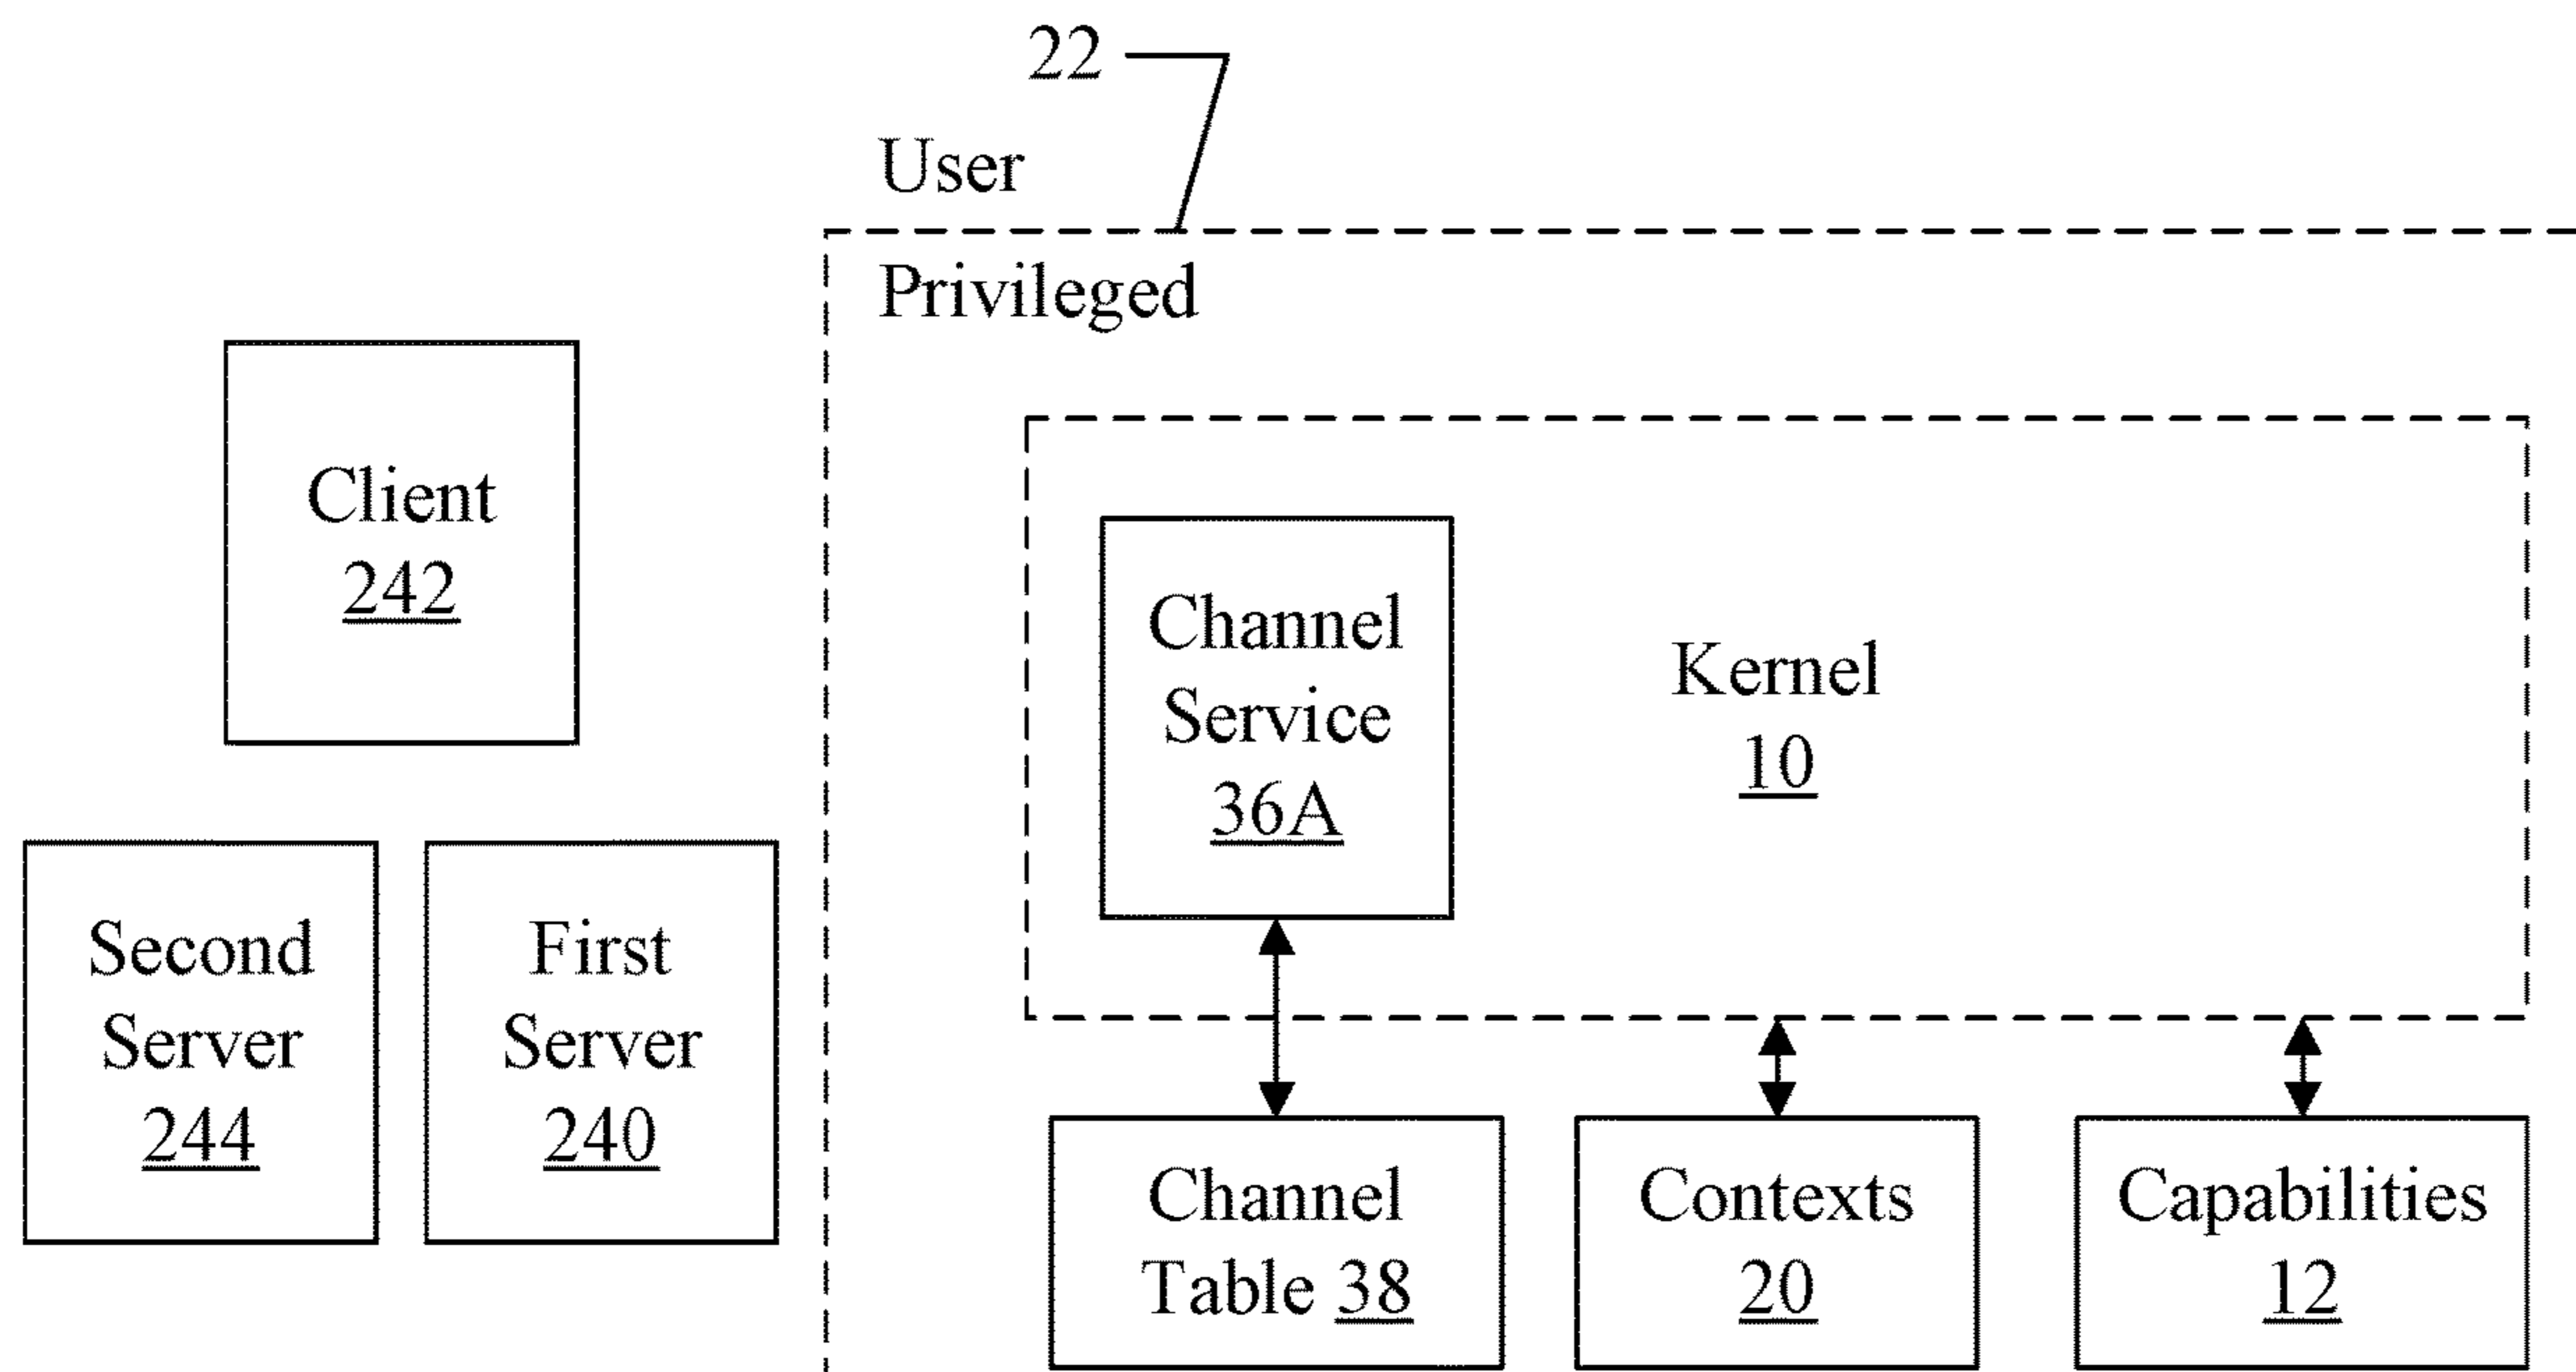 22
User
Privileged
Client
242
Channel
Service
36A
Kernel
10
Second
Server
244
First
Server
240
Channel
Table 38
Contexts
20
Capabilities
12